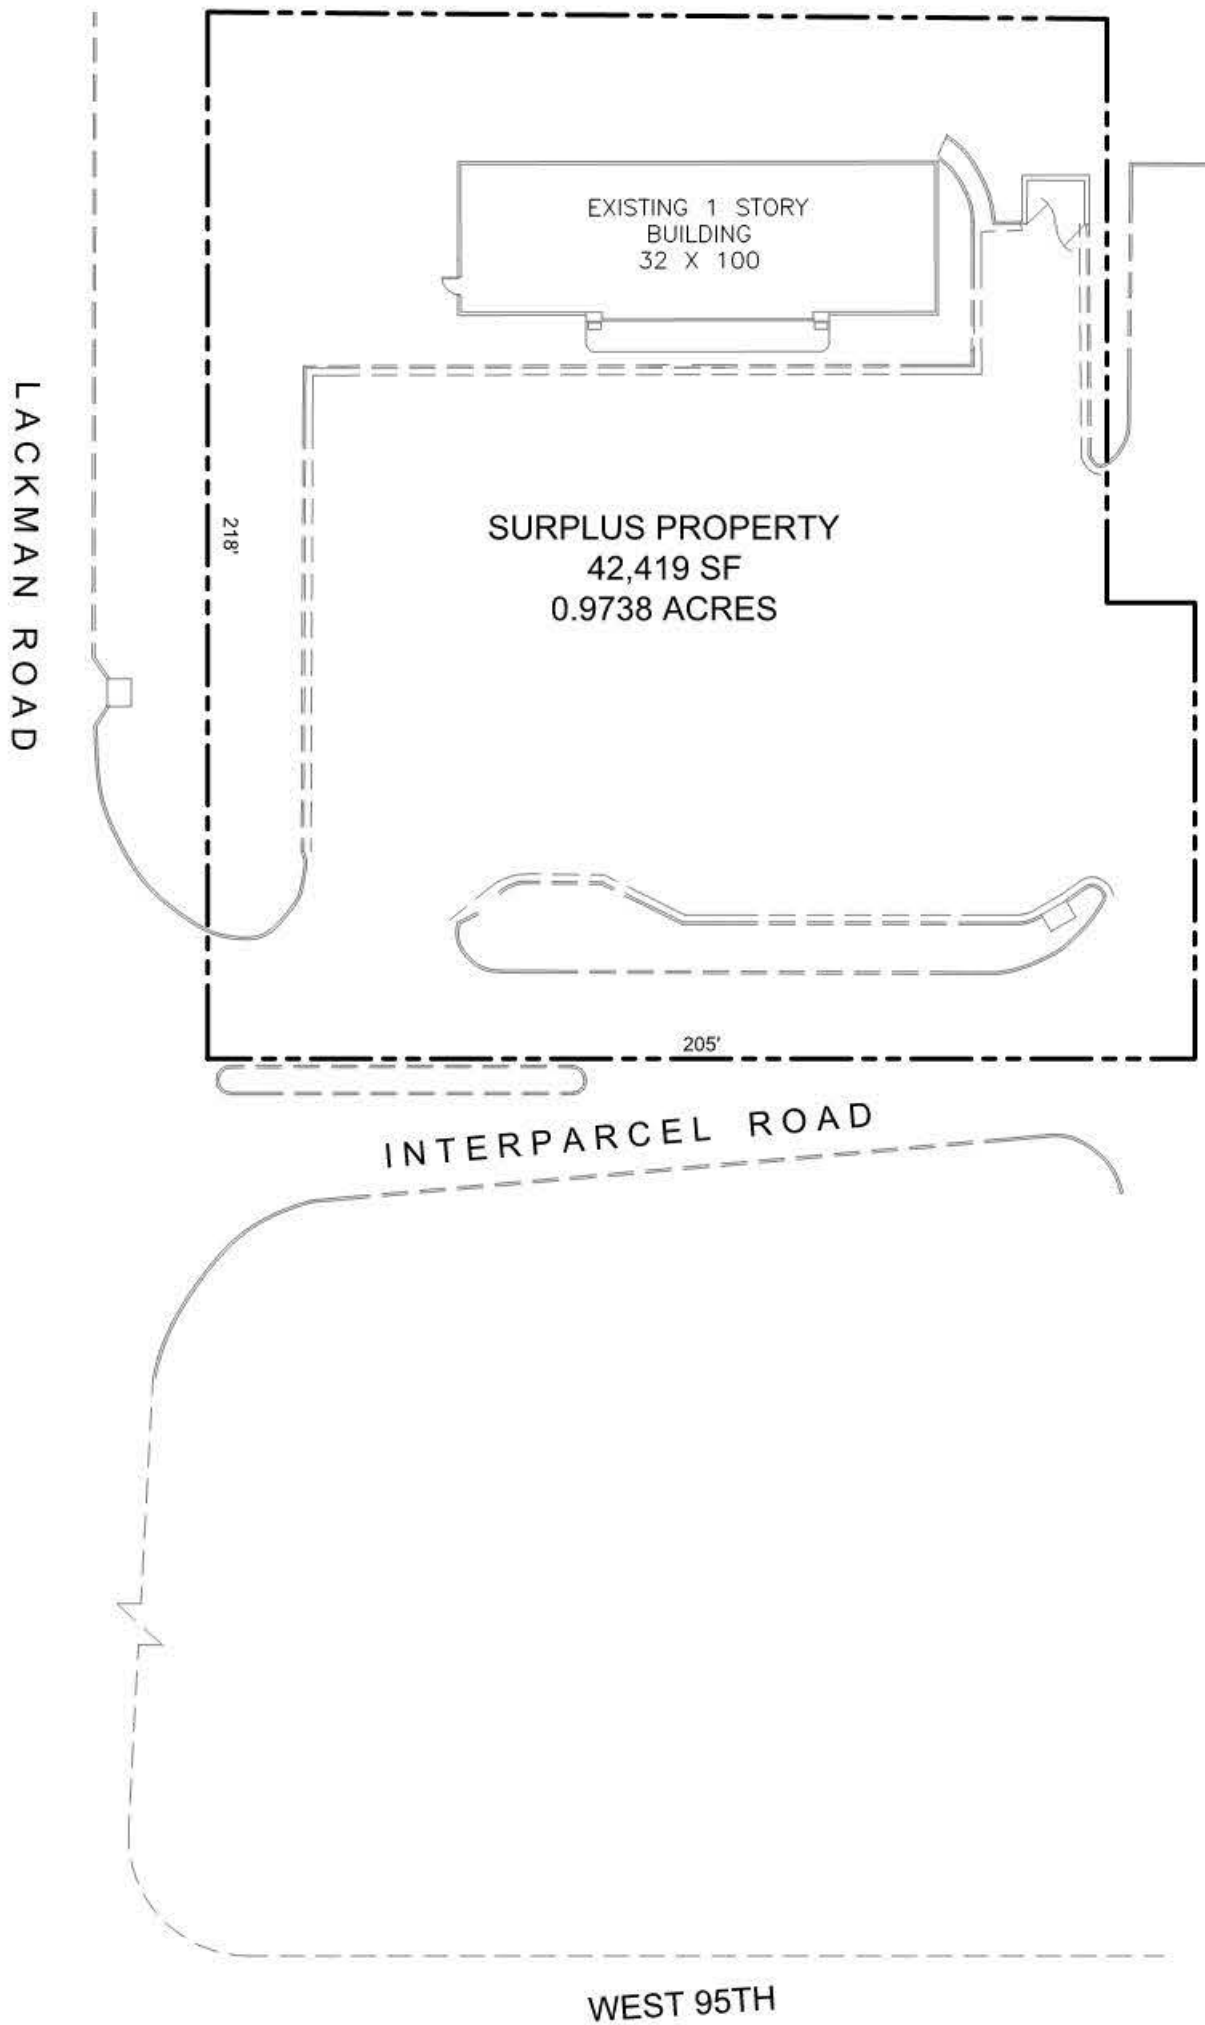 EXISTING 1 STORY
BUILDING
32 X 100
LACKMAN ROAD
218'
SURPLUS PROPERTY
42,419 SF
0.9738 ACRES
205'
INTERPARCEL ROAD
WEST 95TH